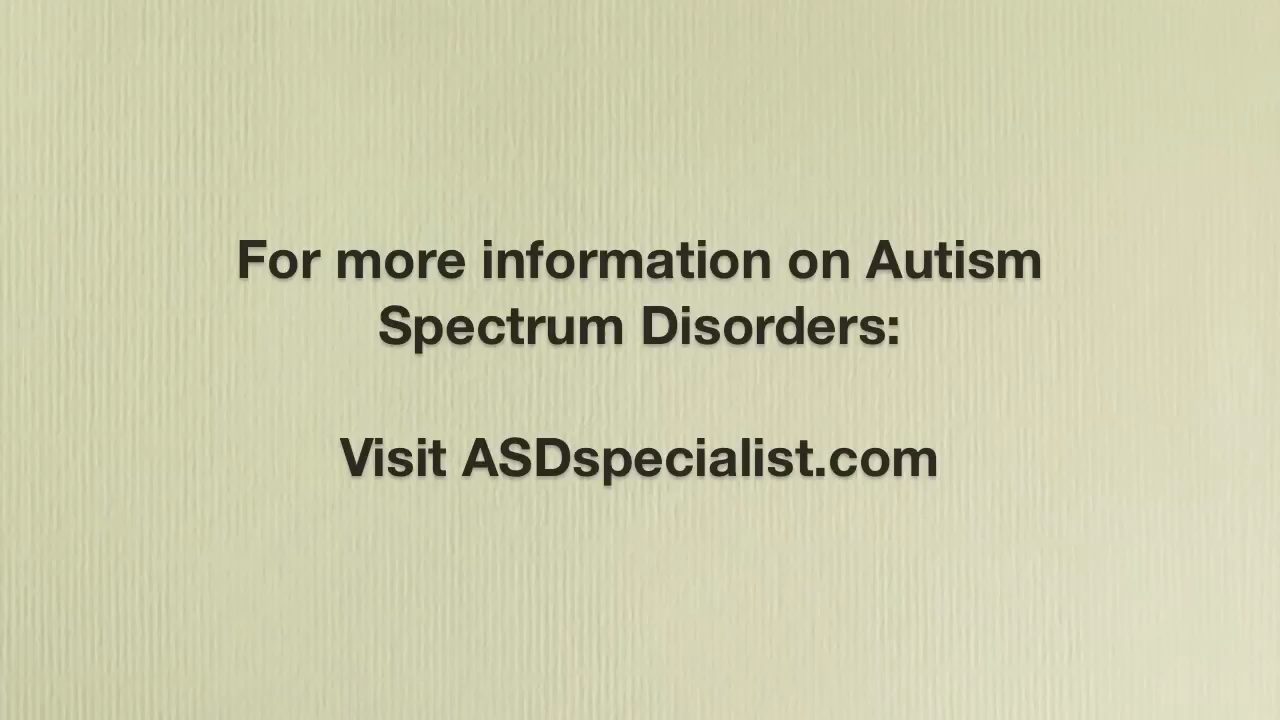 For more information on Autism
Spectrum Disorders:
Visit ASDspecialist.com